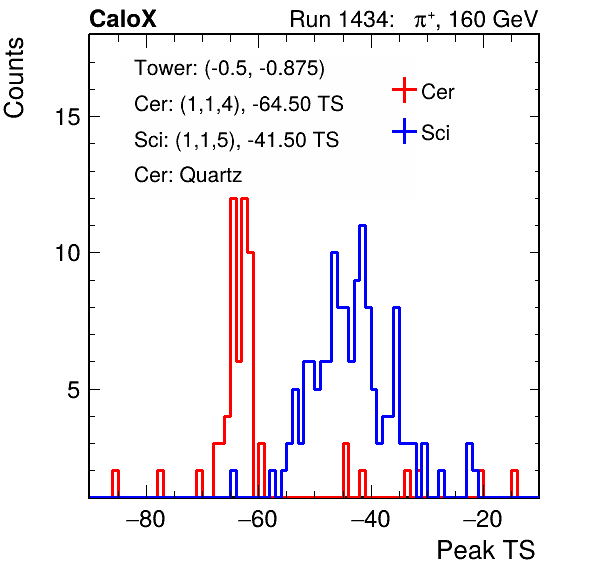 CaloX Run 1434: π⁺, 160 GeV
Counts
Tower: (-0.5, -0.875)
Cer: (1,1,4), -64.50 TS
Sci: (1,1,5), -41.50 TS
Cer: Quartz
Cer
Sci
15
10
5
−80 −60 −40 −20
Peak TS